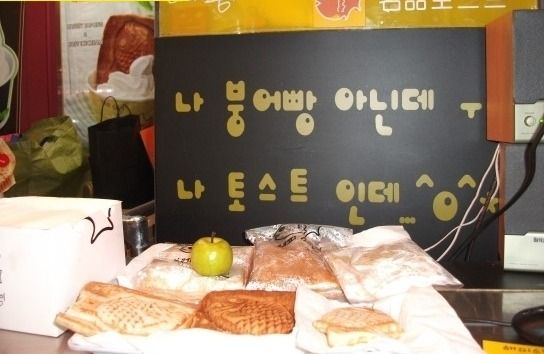 나 붕어빵 아닌데 ㅜ
나 토스트 인데...^o^*